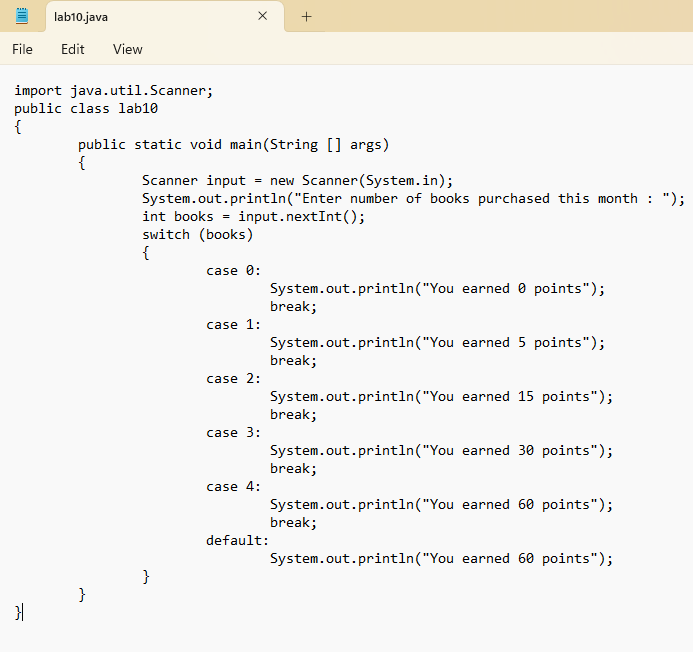 lab10.java
File Edit View
import java.util.Scanner;
public class lab10
{
        public static void main(String [] args)
        {
                Scanner input = new Scanner(System.in);
                System.out.println("Enter number of books purchased this month : ");
                int books = input.nextInt();
                switch (books)
                {
                        case 0:
                                System.out.println("You earned 0 points");
                                break;
                        case 1:
                                System.out.println("You earned 5 points");
                                break;
                        case 2:
                                System.out.println("You earned 15 points");
                                break;
                        case 3:
                                System.out.println("You earned 30 points");
                                break;
                        case 4:
                                System.out.println("You earned 60 points");
                                break;
                        default:
                                System.out.println("You earned 60 points");
                }
        }
}